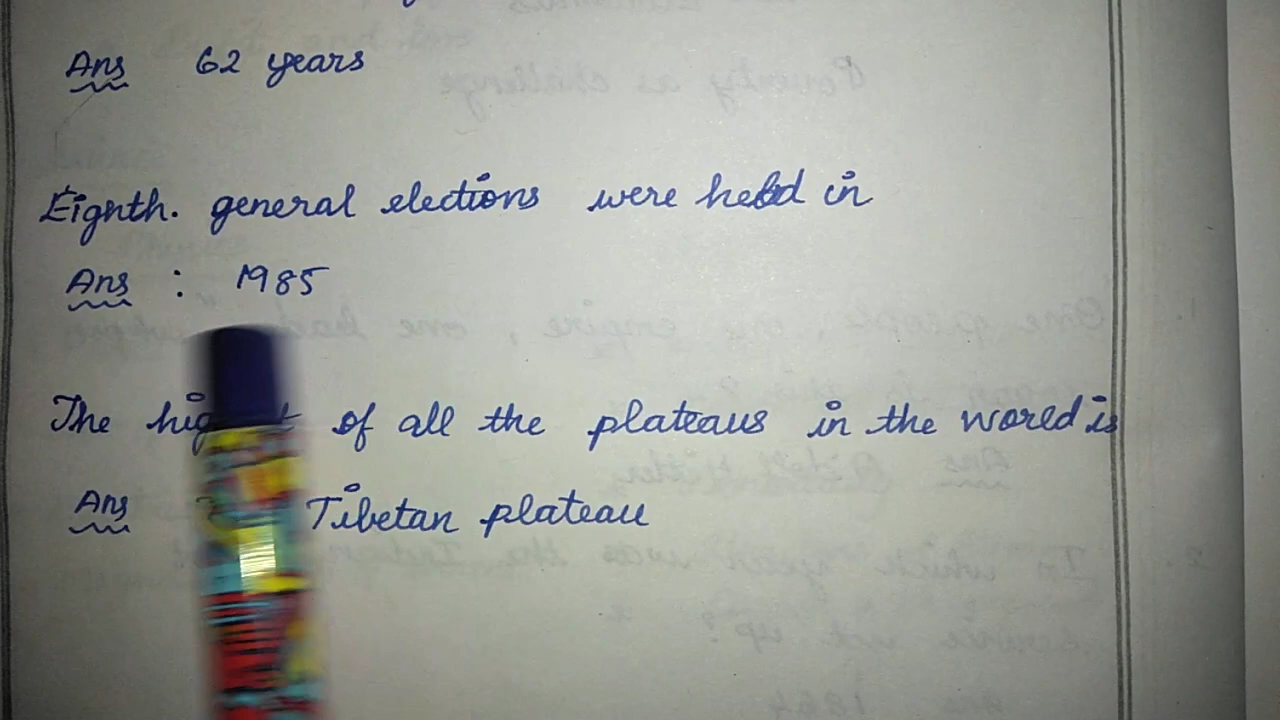 Ans 62 years
Eighth. general elections were held in
Ans : 1985
The of all the plateaus in the world is
Ans Tibetan plateau